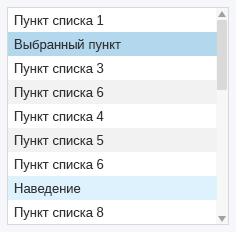 Пункт списка 1
Выбранный пункт
Пункт списка 3
Пункт списка 6
Пункт списка 4
Пункт списка 5
Пункт списка 6
Наведение
Пункт списка 8